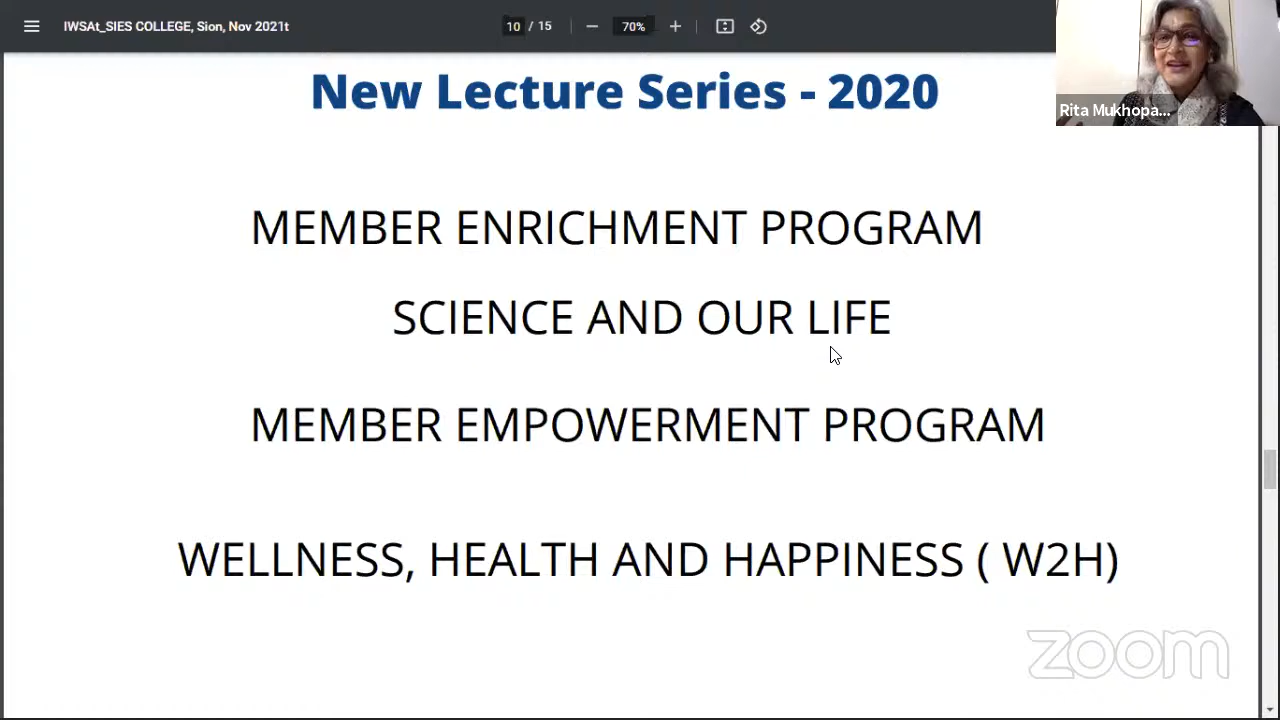 IWSAt_SIES COLLEGE, Sion, Nov 2021t
10 / 15
70%
Rita Mukhopa...
New Lecture Series - 2020
MEMBER ENRICHMENT PROGRAM
SCIENCE AND OUR LIFE
MEMBER EMPOWERMENT PROGRAM
WELLNESS, HEALTH AND HAPPINESS ( W2H)
zoom